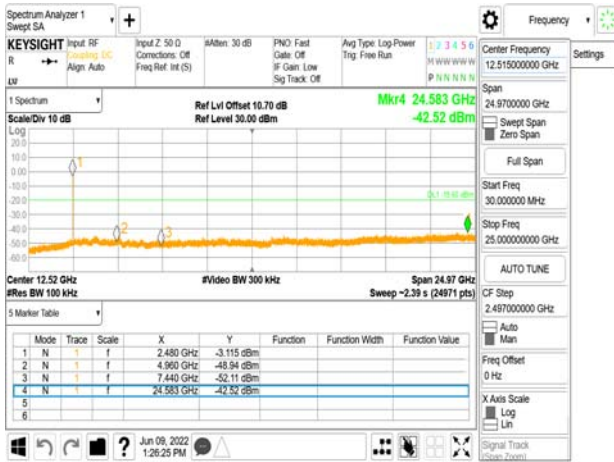 Spectrum Analyzer 1
Swept SA
Frequency
KEYSIGHT
Input: RF
Coupling: DC
Align: Auto
Input Z: 50 Ω
Corrections: Off
Freq Ref: Int (S)
#Atten: 30 dB
PNO: Fast
Gate: Off
IF Gain: Low
Sig Track: Off
Avg Type: Log-Power
Trig: Free Run
1 2 3 4 5 6
M W W W W W
P N N N N N
R
LV
Center Frequency
12.515000000 GHz
Settings
Span
24.9700000 GHz
Swept Span
Zero Span
Full Span
Start Freq
30.000000 MHz
Stop Freq
25.000000000 GHz
AUTO TUNE
CF Step
2.497000000 GHz
Auto
Man
Freq Offset
0 Hz
X Axis Scale
Log
Lin
Signal Track
(Span Zoom)
1 Spectrum
Scale/Div 10 dB
Ref Lvl Offset 10.70 dB
Ref Level 30.00 dBm
Mkr4 24.583 GHz
-42.52 dBm
Log
20.0
10.0
0.00
-10.0
-20.0
-30.0
-40.0
-50.0
-60.0
1
2
3
Center 12.52 GHz
#Res BW 100 kHz
#Video BW 300 kHz
Span 24.97 GHz
Sweep ~2.39 s (24971 pts)
5 Marker Table
Mode Trace Scale X Y Function Function Width Function Value
1 N 1 f 2.480 GHz -3.115 dBm
2 N 1 f 4.960 GHz -48.94 dBm
3 N 1 f 7.440 GHz -52.11 dBm
4 N 1 f 24.583 GHz -42.52 dBm
5
6
Jun 09, 2022
1:26:25 PM